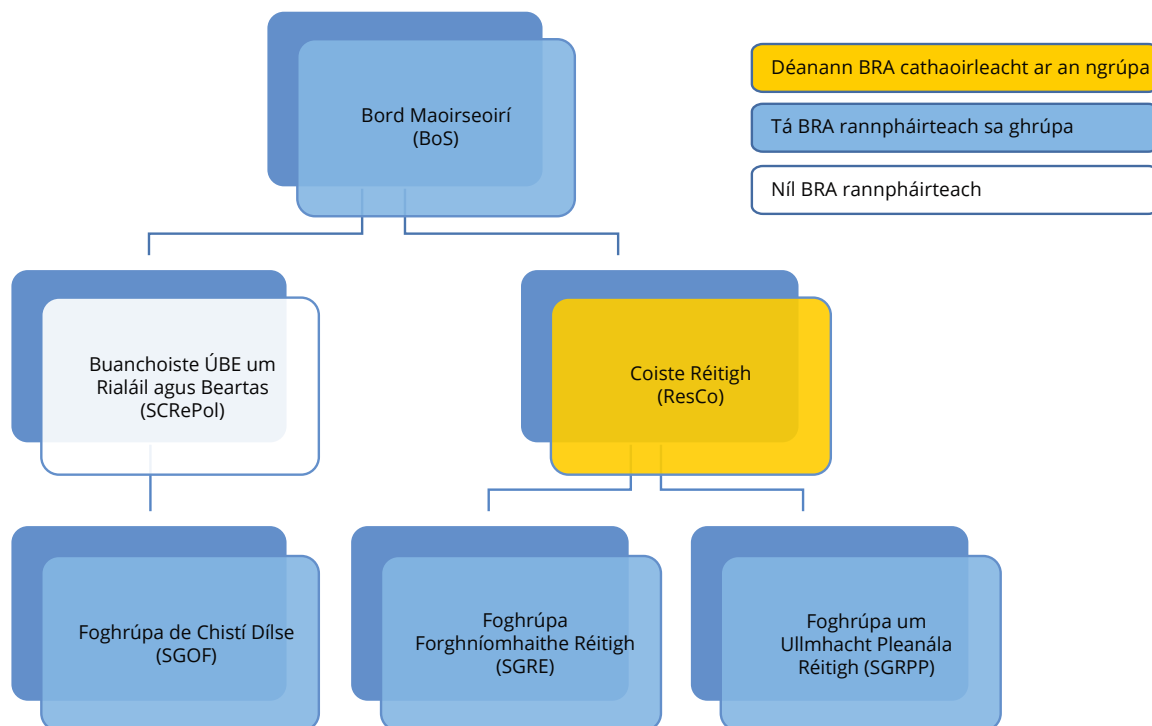 Bord Maoirseoirí
(BoS)
Déanann BRA cathaoirleacht ar an ngrúpa
Tá BRA rannpháirteach sa ghrúpa
Níl BRA rannpháirteach
Buanchoiste ÚBE um
Rialáil agus Beartas
(SCRePol)
Coiste Réitigh
(ResCo)
Foghrúpa de Chistí Dílse
(SGOF)
Foghrúpa
Forghníomhaithe Réitigh
(SGRE)
Foghrúpa um
Ullmhacht Pleanála
Réitigh (SGRPP)